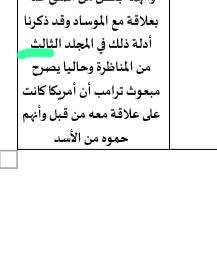 بعلاقة مع الموساد وقد ذكرنا
أدلة ذلك في المجلد الثالث
من المناظرة وحاليا يصرح
مبعوث ترامب أن أمريكا كانت
على علاقة معه من قبل وأنهم
حموه من الأسد